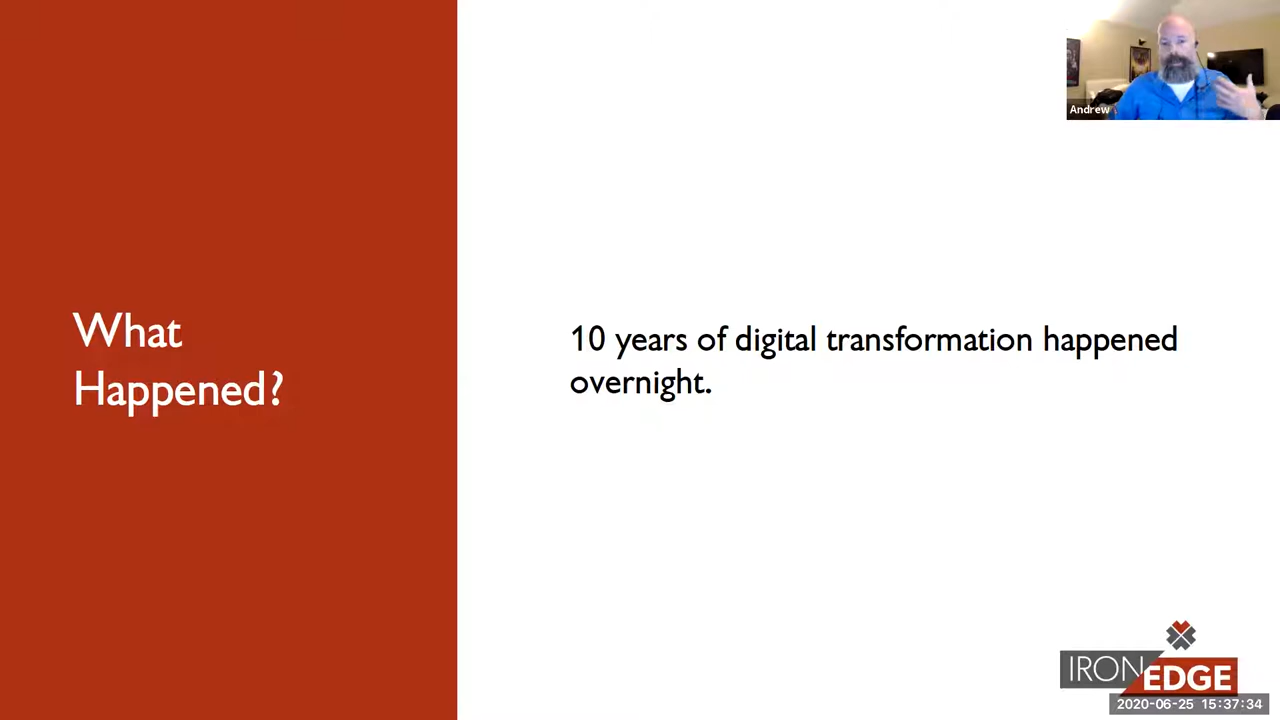 Andrew
What
Happened?
10 years of digital transformation happened
overnight.
IRON
EDGE
2020-06-25 15:37:34